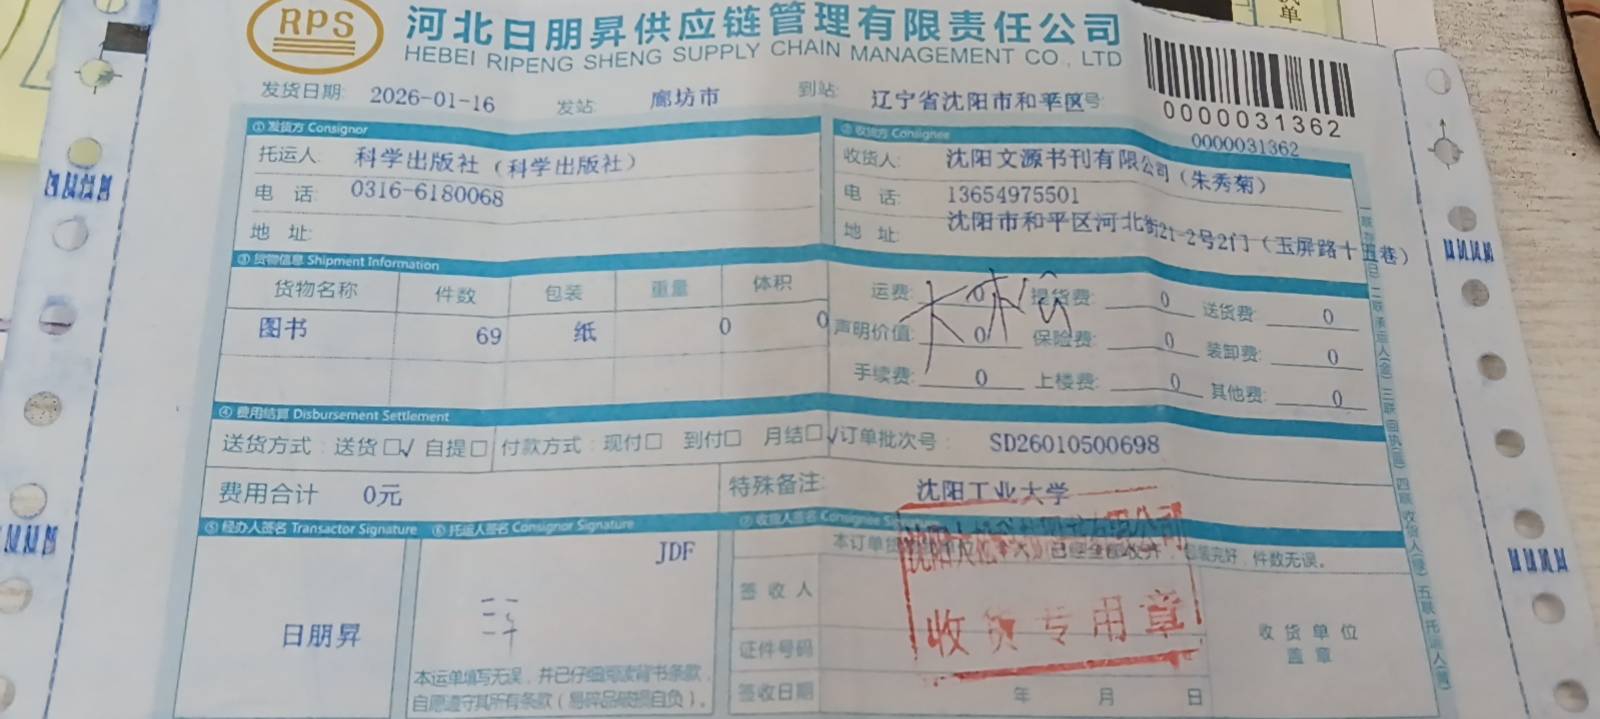 RPS
河北日朋昇供应链管理有限责任公司
HEBEI RIPENG SHENG SUPPLY CHAIN MANAGEMENT CO., LTD
0000031362
0000031362
发货日期: 2026-01-16 发站: 廊坊市 到站: 辽宁省沈阳市和平区号
①发货方 Consignor
托运人: 科学出版社（科学出版社）
电 话: 0316-6180068
地 址:
②收货方 Consignee
收货人: 沈阳文源书刊有限公司（朱秀菊）
电 话: 13654975501
地 址: 沈阳市和平区河北街21-2号2门（玉屏路十五巷）
③货物信息 Shipment Information
货物名称 件数 包装 重量 体积
图书 69 纸 0 0
运费: 0 提货费: 0 送货费: 0
声明价值: 0 保险费: 0 装卸费: 0
手续费: 0 上楼费: 0 其他费: 0
④费用结算 Disbursement Settlement
送货方式: 送货□√ 自提□ 付款方式: 现付□ 到付□ 月结□√ 订单批次号: SD26010500698
费用合计 0元 特殊备注: 沈阳工业大学
⑤经办人签名 Transactor Signature
日朋昇
⑥托运人签名 Consignor Signature
JDF
本运单填写无误，并已仔细阅读背书条款，
自愿遵守其所有条款（易碎品破损自负）。
⑦收货人签名 Consignee
包装完好，件数无误。
签收人
证件号码
签收日期 年 月 日
收货专用章
收货单位
盖章